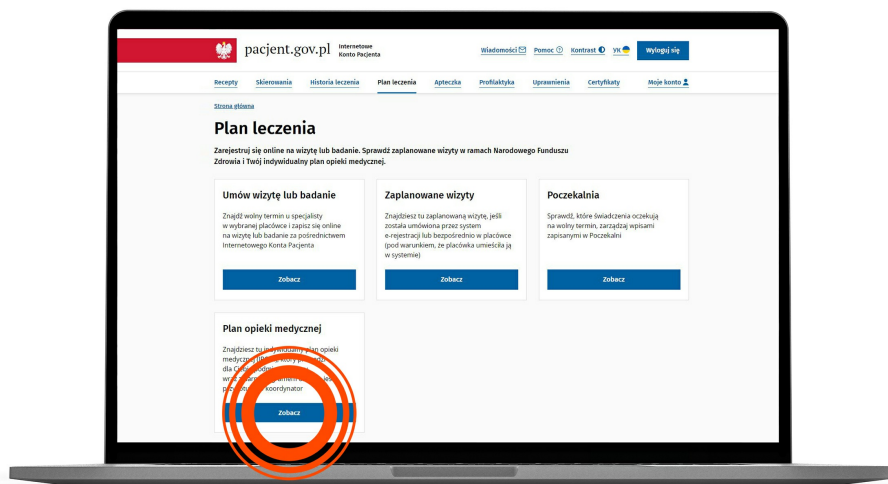 pacjent.gov.pl Internetowe Konto Pacjenta
Wiadomości Pomoc Kontrast УК Wyloguj się
Recepty Skierowania Historia leczenia Plan leczenia Apteczka Profilaktyka Uprawnienia Certyfikaty Moje konto
Strona główna
Plan leczenia
Zarejestruj się online na wizytę lub badanie. Sprawdź zaplanowane wizyty w ramach Narodowego Funduszu
Zdrowia i Twój indywidualny plan opieki medycznej.
Umów wizytę lub badanie
Znajdź wolny termin u specjalisty
w wybranej placówce i zapisz się online
na wizytę lub badanie za pośrednictwem
Internetowego Konta Pacjenta
Zobacz
Zaplanowane wizyty
Znajdziesz tu zaplanowaną wizytę, jeśli
została umówiona przez system
e-rejestracji lub bezpośrednio w placówce
(pod warunkiem, że placówka umieściła ją
w systemie)
Zobacz
Poczekalnia
Sprawdź, które świadczenia oczekują
na wolny termin, zarządzaj wpisami
zapisanymi w Poczekalni
Zobacz
Plan opieki medycznej
Znajdziesz tu indywidualny plan opieki
medycznej
dla
koordynator
Zobacz